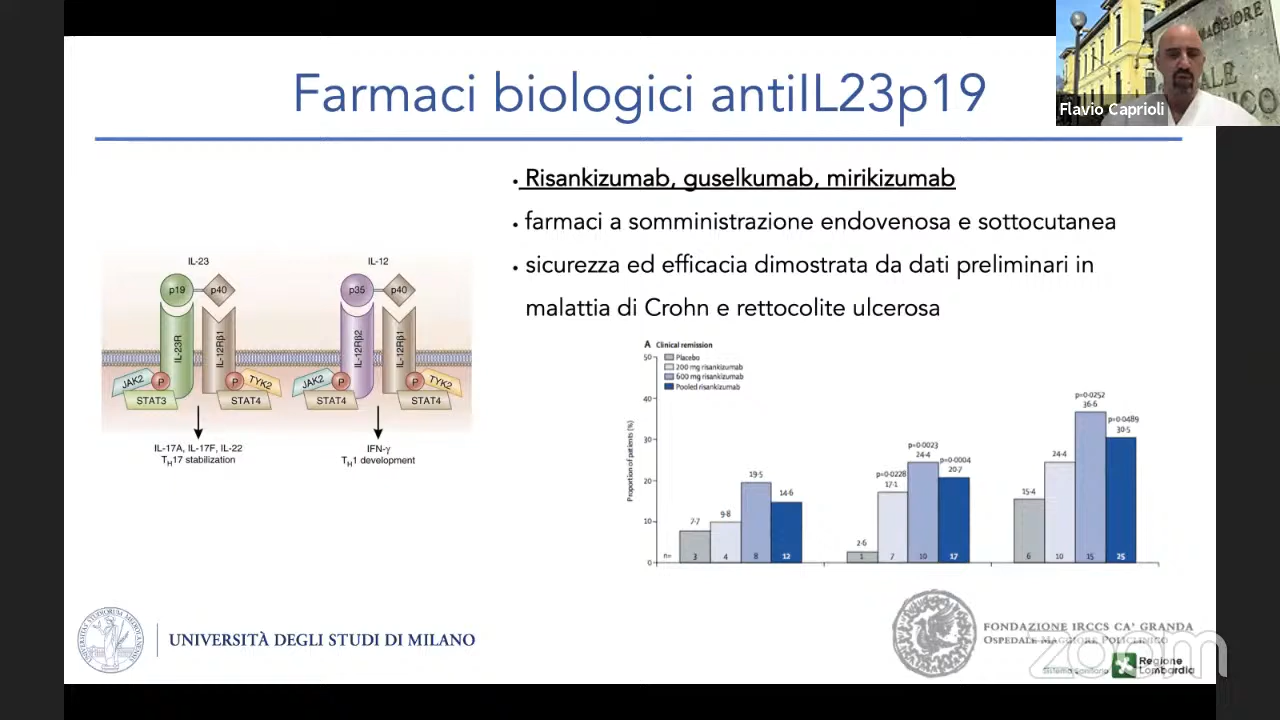 Farmaci biologici antiIL23p19
MAGGIORE
Flavio Caprioli
• Risankizumab, guselkumab, mirikizumab
• farmaci a somministrazione endovenosa e sottocutanea
• sicurezza ed efficacia dimostrata da dati preliminari in
malattia di Crohn e rettocolite ulcerosa
IL-23 IL-12
p19 p40 p35 p40
IL-23R IL-12Rβ1 IL-12Rβ2 IL-12Rβ1
JAK2 P P TYK2 JAK2 P P TYK2
STAT3 STAT4 STAT4 STAT4
IL-17A, IL-17F, IL-22 IFN-γ
TH17 stabilization TH1 development
A Clinical remission
Placebo
200 mg risankizumab
600 mg risankizumab
Pooled risankizumab
Proportion of patients (%)
50
40
30
20
10
0
7·7 9·8 19·5 14·6
2·6 p=0·0228 17·1 p=0·0023 24·4 p=0·0004 20·7
15·4 24·4 p=0·0252 36·6 p=0·0489 30·5
n= 3 4 8 12 1 7 10 17 6 10 15 25
UNIVERSITÀ DEGLI STUDI DI MILANO
FONDAZIONE IRCCS CA' GRANDA
OSPEDALE MAGGIORE POLICLINICO
zoom
Sistema Sanitario
Regione
Lombardia